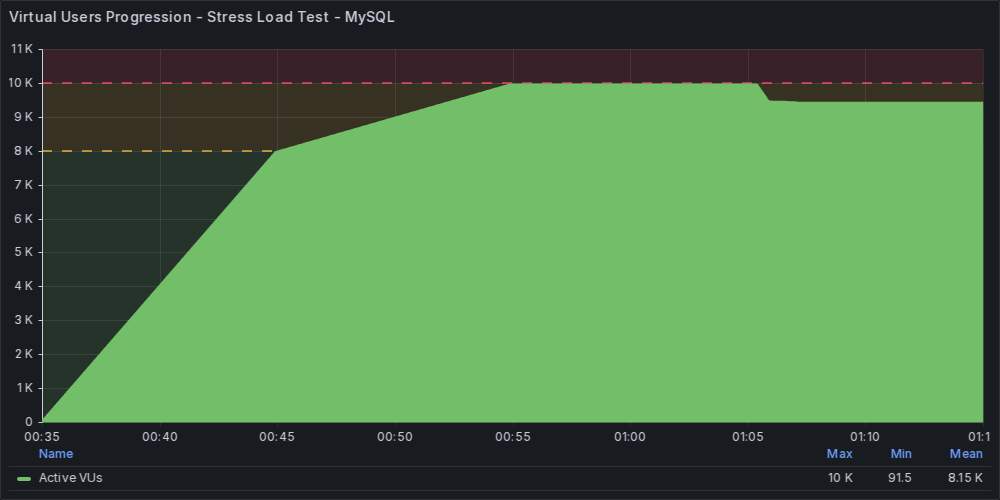 Virtual Users Progression - Stress Load Test - MySQL
11 K
10 K
9 K
8 K
7 K
6 K
5 K
4 K
3 K
2 K
1 K
0
00:35 00:40 00:45 00:50 00:55 01:00 01:05 01:10 01:1
Name Max Min Mean
Active VUs 10 K 91.5 8.15 K